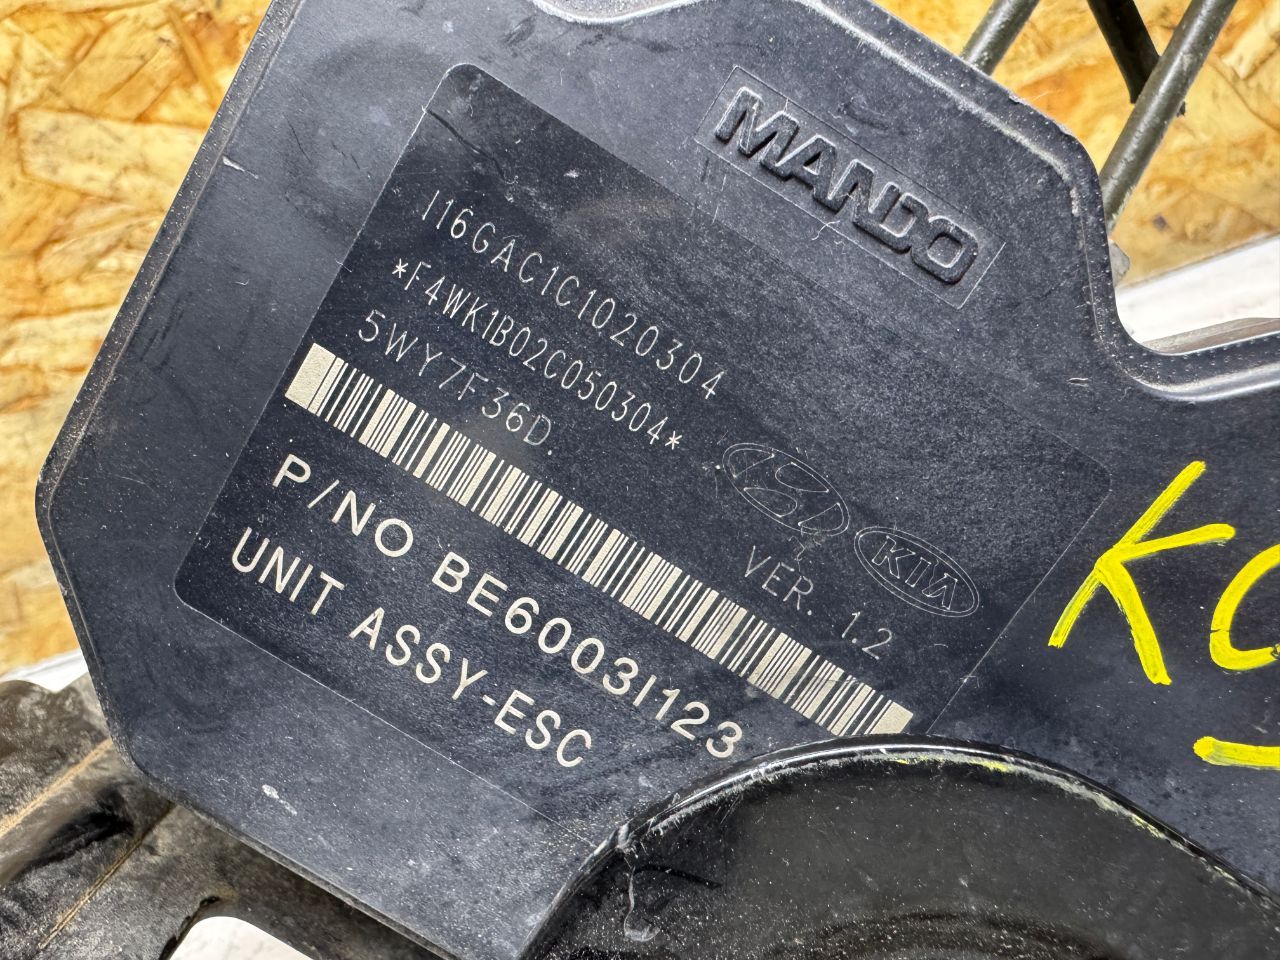 MANDO
I16GAC1C1020304
*F4WK1B02C050304*
5WY7F36D
KIA
VER. 1.2
P/NO BE6003I123
UNIT ASSY-ESC